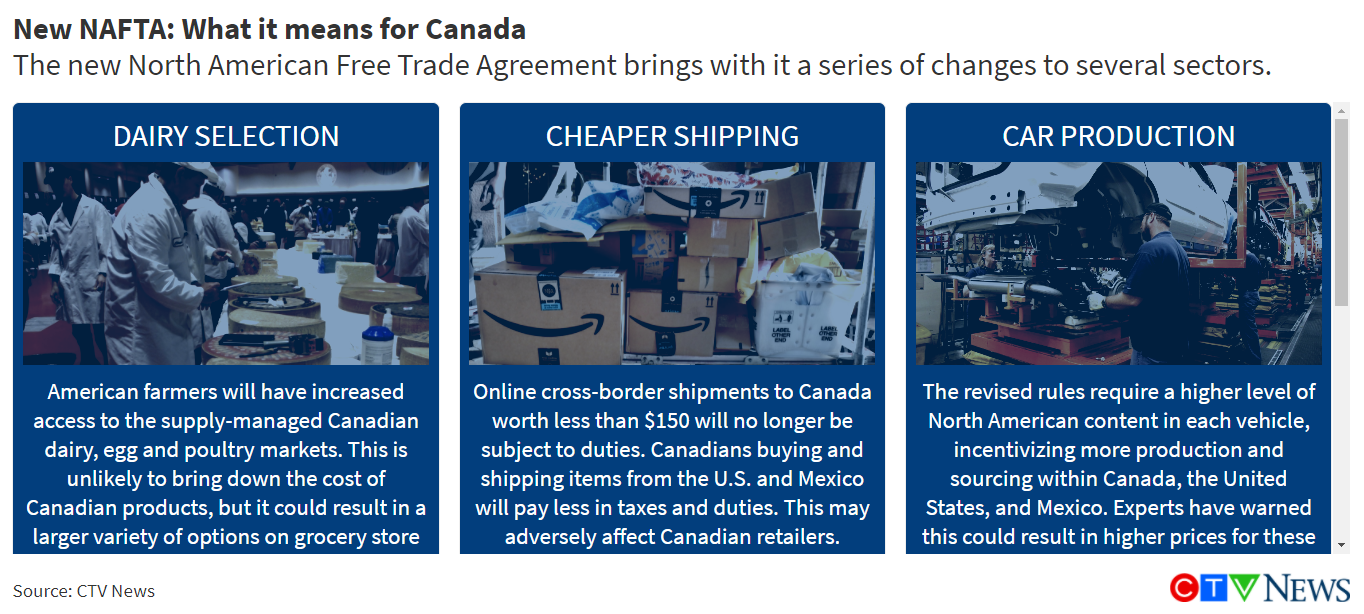 New NAFTA: What it means for Canada
The new North American Free Trade Agreement brings with it a series of changes to several sectors.
DAIRY SELECTION
American farmers will have increased
access to the supply-managed Canadian
dairy, egg and poultry markets. This is
unlikely to bring down the cost of
Canadian products, but it could result in a
larger variety of options on grocery store
CHEAPER SHIPPING
LABEL
OTHER
END
LABEL
OTHER
END
Online cross-border shipments to Canada
worth less than $150 will no longer be
subject to duties. Canadians buying and
shipping items from the U.S. and Mexico
will pay less in taxes and duties. This may
adversely affect Canadian retailers.
CAR PRODUCTION
The revised rules require a higher level of
North American content in each vehicle,
incentivizing more production and
sourcing within Canada, the United
States, and Mexico. Experts have warned
this could result in higher prices for these
Source: CTV News
CTV NEWS